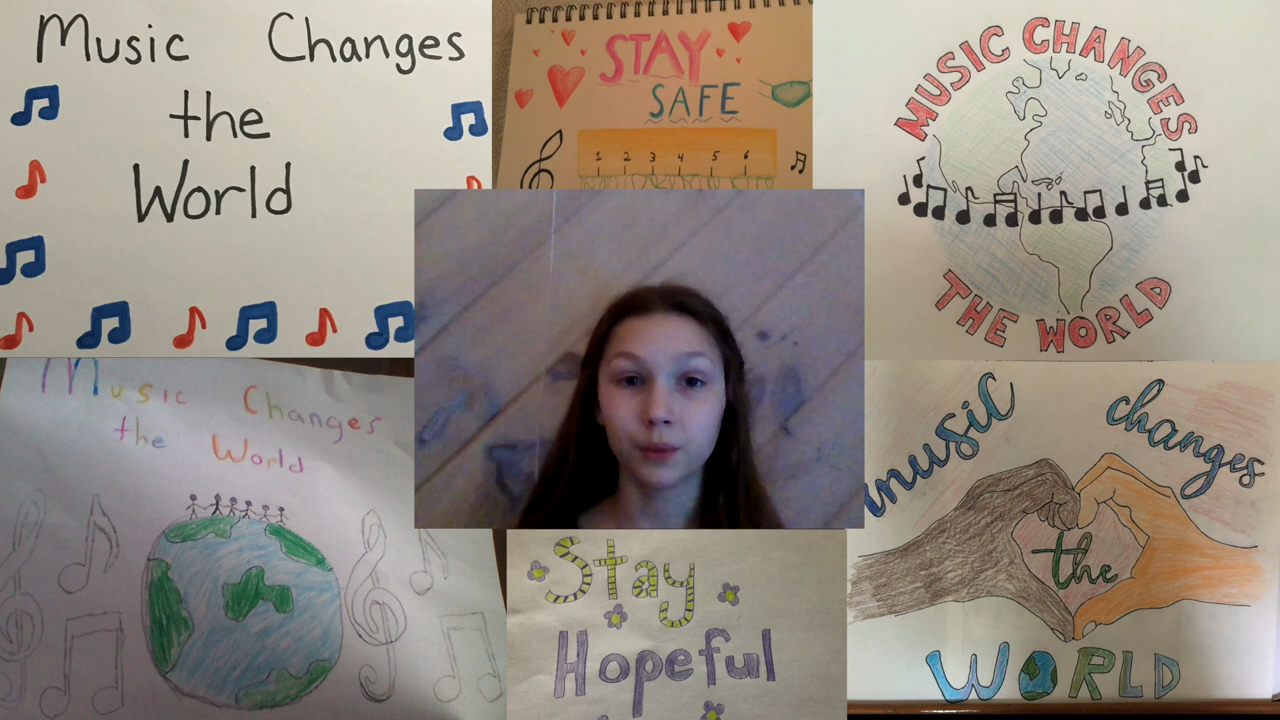 Music Changes
the
World
STAY
SAFE
1 2 3 4 5 6
MUSIC CHANGES
THE WORLD
Music Changes
the World
Stay
Hopeful
music changes
the
WORLD